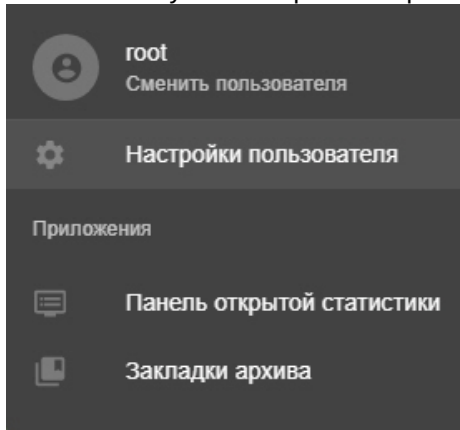 root
Сменить пользователя
Настройки пользователя
Приложения
Панель открытой статистики
Закладки архива